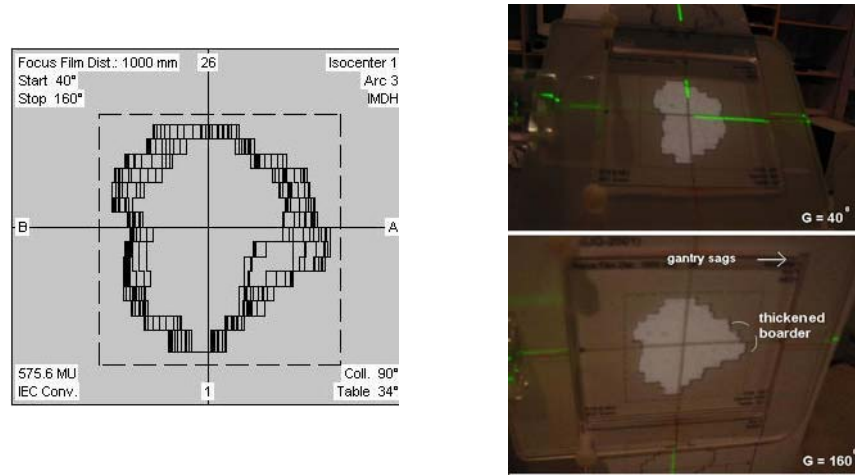 Focus Film Dist.: 1000 mm 26 Isocenter 1
Start 40° Arc 3
Stop 160° IMDH
B A
575.6 MU Coll. 90°
IEC Conv. 1 Table 34°
G = 40°
gantry sags
thickened
boarder
G = 160°